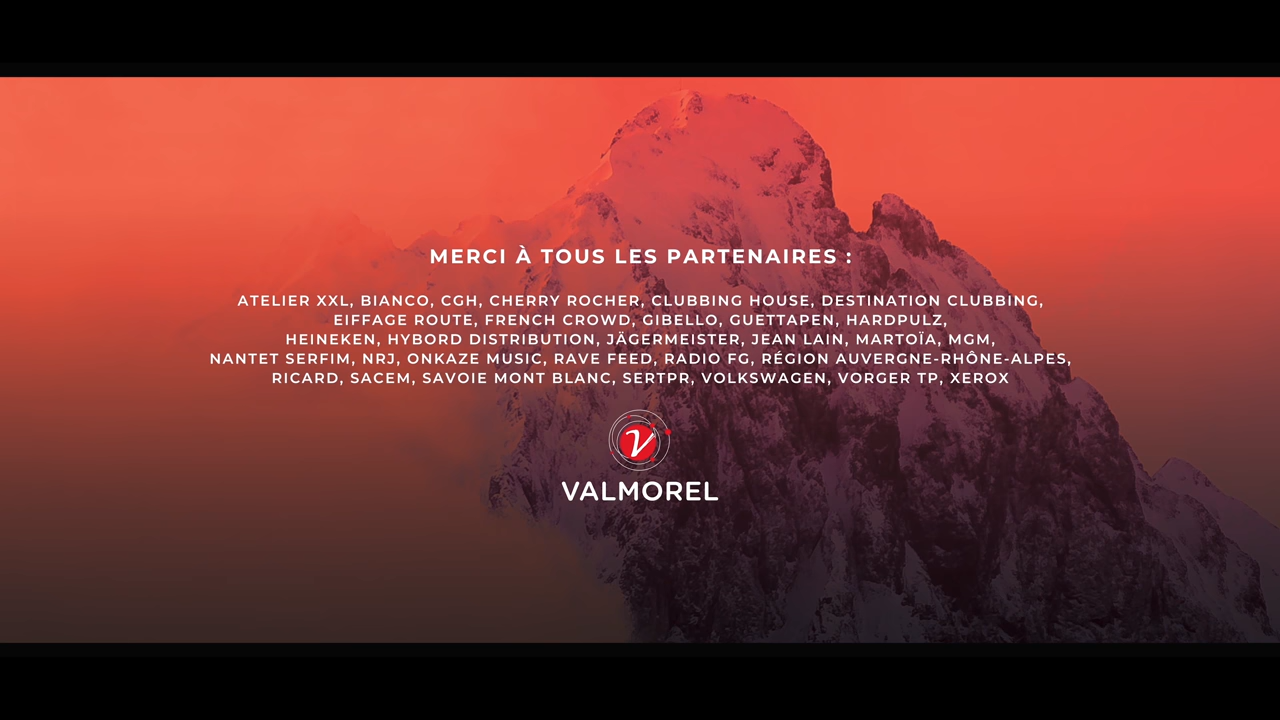 MERCI À TOUS LES PARTENAIRES :
ATELIER XXL, BIANCO, CGH, CHERRY ROCHER, CLUBBING HOUSE, DESTINATION CLUBBING,
EIFFAGE ROUTE, FRENCH CROWD, GIBELLO, GUETTAPEN, HARDPULZ,
HEINEKEN, HYBORD DISTRIBUTION, JÄGERMEISTER, JEAN LAIN, MARTOÏA, MGM,
NANTET SERFIM, NRJ, ONKAZE MUSIC, RAVE FEED, RADIO FG, RÉGION AUVERGNE-RHÔNE-ALPES,
RICARD, SACEM, SAVOIE MONT BLANC, SERTPR, VOLKSWAGEN, VORGER TP, XEROX
V
VALMOREL